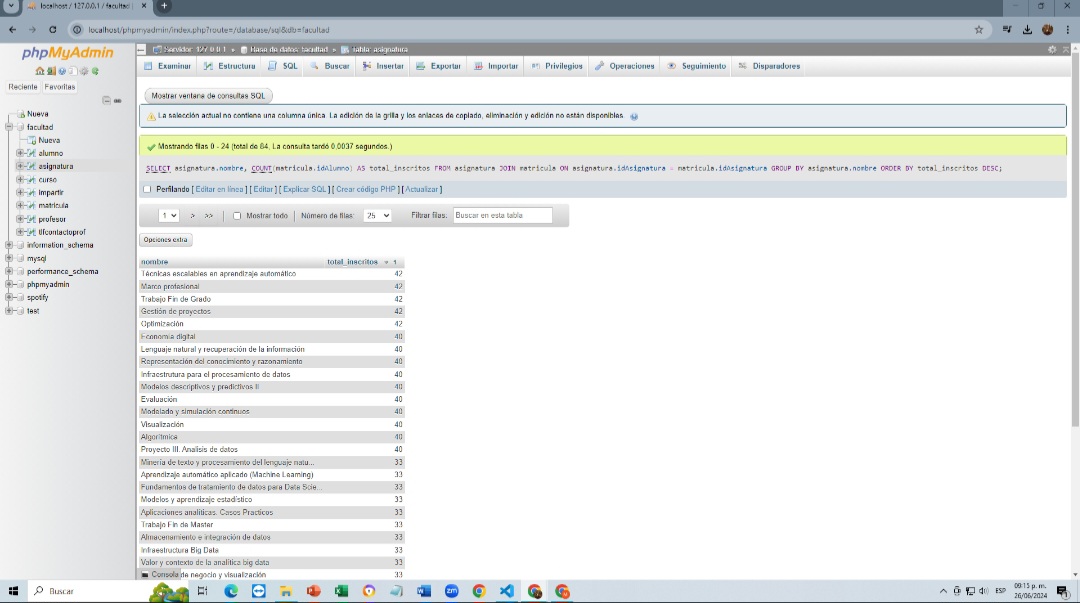 localhost / 127.0.0.1 / facultad |
localhost/phpmyadmin/index.php?route=/database/sql&db=facultad
phpMyAdmin
Reciente Favoritas
Nueva
facultad
Nueva
alumno
asignatura
curso
impartir
matricula
profesor
tlfcontactoprof
information_schema
mysql
performance_schema
phpmyadmin
spotify
test
Servidor: 127.0.0.1 » Base de datos: facultad » Tabla: asignatura
Examinar Estructura SQL Buscar Insertar Exportar Importar Privilegios Operaciones Seguimiento Disparadores
Mostrar ventana de consultas SQL
La selección actual no contiene una columna única. La edición de la grilla y los enlaces de copiado, eliminación y edición no están disponibles.
Mostrando filas 0 - 24 (total de 84, La consulta tardó 0,0037 segundos.)
SELECT asignatura.nombre, COUNT(matricula.idAlumno) AS total_inscritos FROM asignatura JOIN matricula ON asignatura.idAsignatura = matricula.idAsignatura GROUP BY asignatura.nombre ORDER BY total_inscritos DESC;
Perfilando [ Editar en línea ] [ Editar ] [ Explicar SQL ] [ Crear código PHP ] [ Actualizar ]
1 > >> | Mostrar todo | Número de filas: 25 Filtrar filas: Buscar en esta tabla
Opciones extra
nombre total_inscritos 1
Técnicas escalables en aprendizaje automático 42
Marco profesional 42
Trabajo Fin de Grado 42
Gestión de proyectos 42
Optimización 42
Economía digital 40
Lenguaje natural y recuperación de la información 40
Representación del conocimiento y razonamiento 40
Infraestrutura para el procesamiento de datos 40
Modelos descriptivos y predictivos II 40
Evaluación 40
Modelado y simulación continuos 40
Visualización 40
Algorítmica 40
Proyecto III. Analisis de datos 40
Minería de texto y procesamiento del lenguaje natu... 33
Aprendizaje automático aplicado (Machine Learning) 33
Fundamentos de tratamiento de datos para Data Scie... 33
Modelos y aprendizaje estadístico 33
Aplicaciones analíticas. Casos Practicos 33
Trabajo Fin de Master 33
Almacenamiento e integración de datos 33
Infraestructura Big Data 33
Valor y contexto de la analítica big data 33
Consola de negocio y visualización 33
Buscar
ESP
09:15 p. m.
26/06/2024